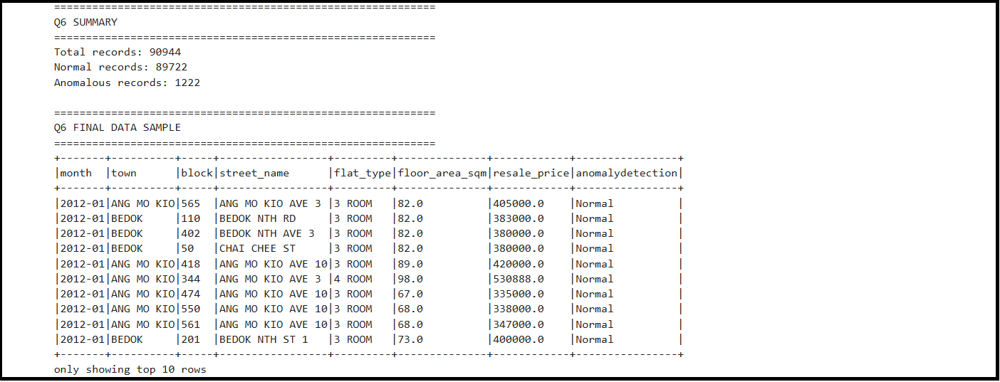 ============================================================
Q6 SUMMARY
============================================================
Total records: 90944
Normal records: 89722
Anomalous records: 1222
============================================================
Q6 FINAL DATA SAMPLE
============================================================
+-------+----------+-----+-----------------+---------+--------------+------------+----------------+
|month  |town      |block|street_name      |flat_type|floor_area_sqm|resale_price|anomalydetection|
+-------+----------+-----+-----------------+---------+--------------+------------+----------------+
|2012-01|ANG MO KIO|565  |ANG MO KIO AVE 3 |3 ROOM   |82.0          |405000.0    |Normal          |
|2012-01|BEDOK     |110  |BEDOK NTH RD     |3 ROOM   |82.0          |383000.0    |Normal          |
|2012-01|BEDOK     |402  |BEDOK NTH AVE 3  |3 ROOM   |82.0          |380000.0    |Normal          |
|2012-01|BEDOK     |50   |CHAI CHEE ST     |3 ROOM   |82.0          |380000.0    |Normal          |
|2012-01|ANG MO KIO|418  |ANG MO KIO AVE 10|3 ROOM   |89.0          |420000.0    |Normal          |
|2012-01|ANG MO KIO|344  |ANG MO KIO AVE 3 |4 ROOM   |98.0          |530888.0    |Normal          |
|2012-01|ANG MO KIO|474  |ANG MO KIO AVE 10|3 ROOM   |67.0          |335000.0    |Normal          |
|2012-01|ANG MO KIO|550  |ANG MO KIO AVE 10|3 ROOM   |68.0          |338000.0    |Normal          |
|2012-01|ANG MO KIO|561  |ANG MO KIO AVE 10|3 ROOM   |68.0          |347000.0    |Normal          |
|2012-01|BEDOK     |201  |BEDOK NTH ST 1   |3 ROOM   |73.0          |400000.0    |Normal          |
+-------+----------+-----+-----------------+---------+--------------+------------+----------------+
only showing top 10 rows